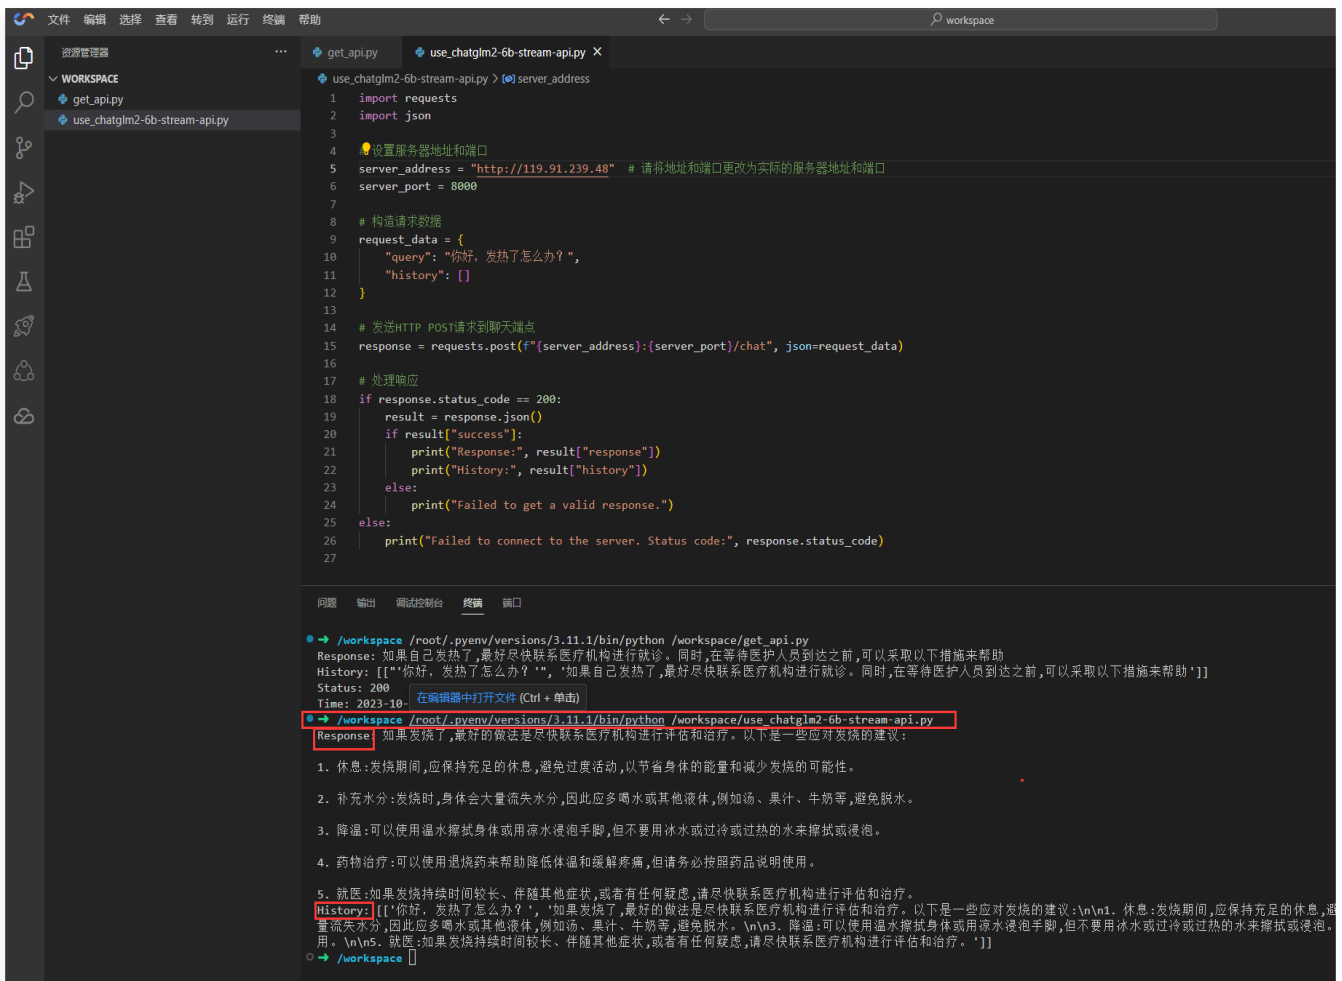 文件 编辑 选择 查看 转到 运行 终端 帮助
workspace
资源管理器
get_api.py
use_chatglm2-6b-stream-api.py
WORKSPACE
get_api.py
use_chatglm2-6b-stream-api.py
use_chatglm2-6b-stream-api.py > server_address
1 import requests
2 import json
3
4 设置服务器地址和端口
5 server_address = "http://119.91.239.48" # 请将地址和端口更改为实际的服务器地址和端口
6 server_port = 8000
7
8 # 构造请求数据
9 request_data = {
10 "query": "你好，发热了怎么办？",
11 "history": []
12 }
13
14 # 发送HTTP POST请求到聊天端点
15 response = requests.post(f"{server_address}:{server_port}/chat", json=request_data)
16
17 # 处理响应
18 if response.status_code == 200:
19 result = response.json()
20 if result["success"]:
21 print("Response:", result["response"])
22 print("History:", result["history"])
23 else:
24 print("Failed to get a valid response.")
25 else:
26 print("Failed to connect to the server. Status code:", response.status_code)
27
问题 输出 调试控制台 终端 端口
/workspace /root/.pyenv/versions/3.11.1/bin/python /workspace/get_api.py
Response: 如果自己发热了,最好尽快联系医疗机构进行就诊。同时,在等待医护人员到达之前,可以采取以下措施来帮助
History: [["'你好，发热了怎么办？'", '如果自己发热了,最好尽快联系医疗机构进行就诊。同时,在等待医护人员到达之前,可以采取以下措施来帮助']]
Status: 200
Time: 2023-10-
在编辑器中打开文件 (Ctrl + 单击)
/workspace /root/.pyenv/versions/3.11.1/bin/python /workspace/use_chatglm2-6b-stream-api.py
Response: 如果发烧了,最好的做法是尽快联系医疗机构进行评估和治疗。以下是一些应对发烧的建议:
1. 休息:发烧期间,应保持充足的休息,避免过度活动,以节省身体的能量和减少发烧的可能性。
2. 补充水分:发烧时,身体会大量流失水分,因此应多喝水或其他液体,例如汤、果汁、牛奶等,避免脱水。
3. 降温:可以使用温水擦拭身体或用凉水浸泡手脚,但不要用冰水或过冷或过热的水来擦拭或浸泡。
4. 药物治疗:可以使用退烧药来帮助降低体温和缓解疼痛,但请务必按照药品说明使用。
5. 就医:如果发烧持续时间较长、伴随其他症状,或者有任何疑虑,请尽快联系医疗机构进行评估和治疗。
History: [['你好，发热了怎么办？', '如果发烧了,最好的做法是尽快联系医疗机构进行评估和治疗。以下是一些应对发烧的建议:\n\n1. 休息:发烧期间,应保持充足的休息,避
量流失水分,因此应多喝水或其他液体,例如汤、果汁、牛奶等,避免脱水。\n\n3. 降温:可以使用温水擦拭身体或用凉水浸泡手脚,但不要用冰水或过冷或过热的水来擦拭或浸泡。
用。\n\n5. 就医:如果发烧持续时间较长、伴随其他症状,或者有任何疑虑,请尽快联系医疗机构进行评估和治疗。']]
/workspace